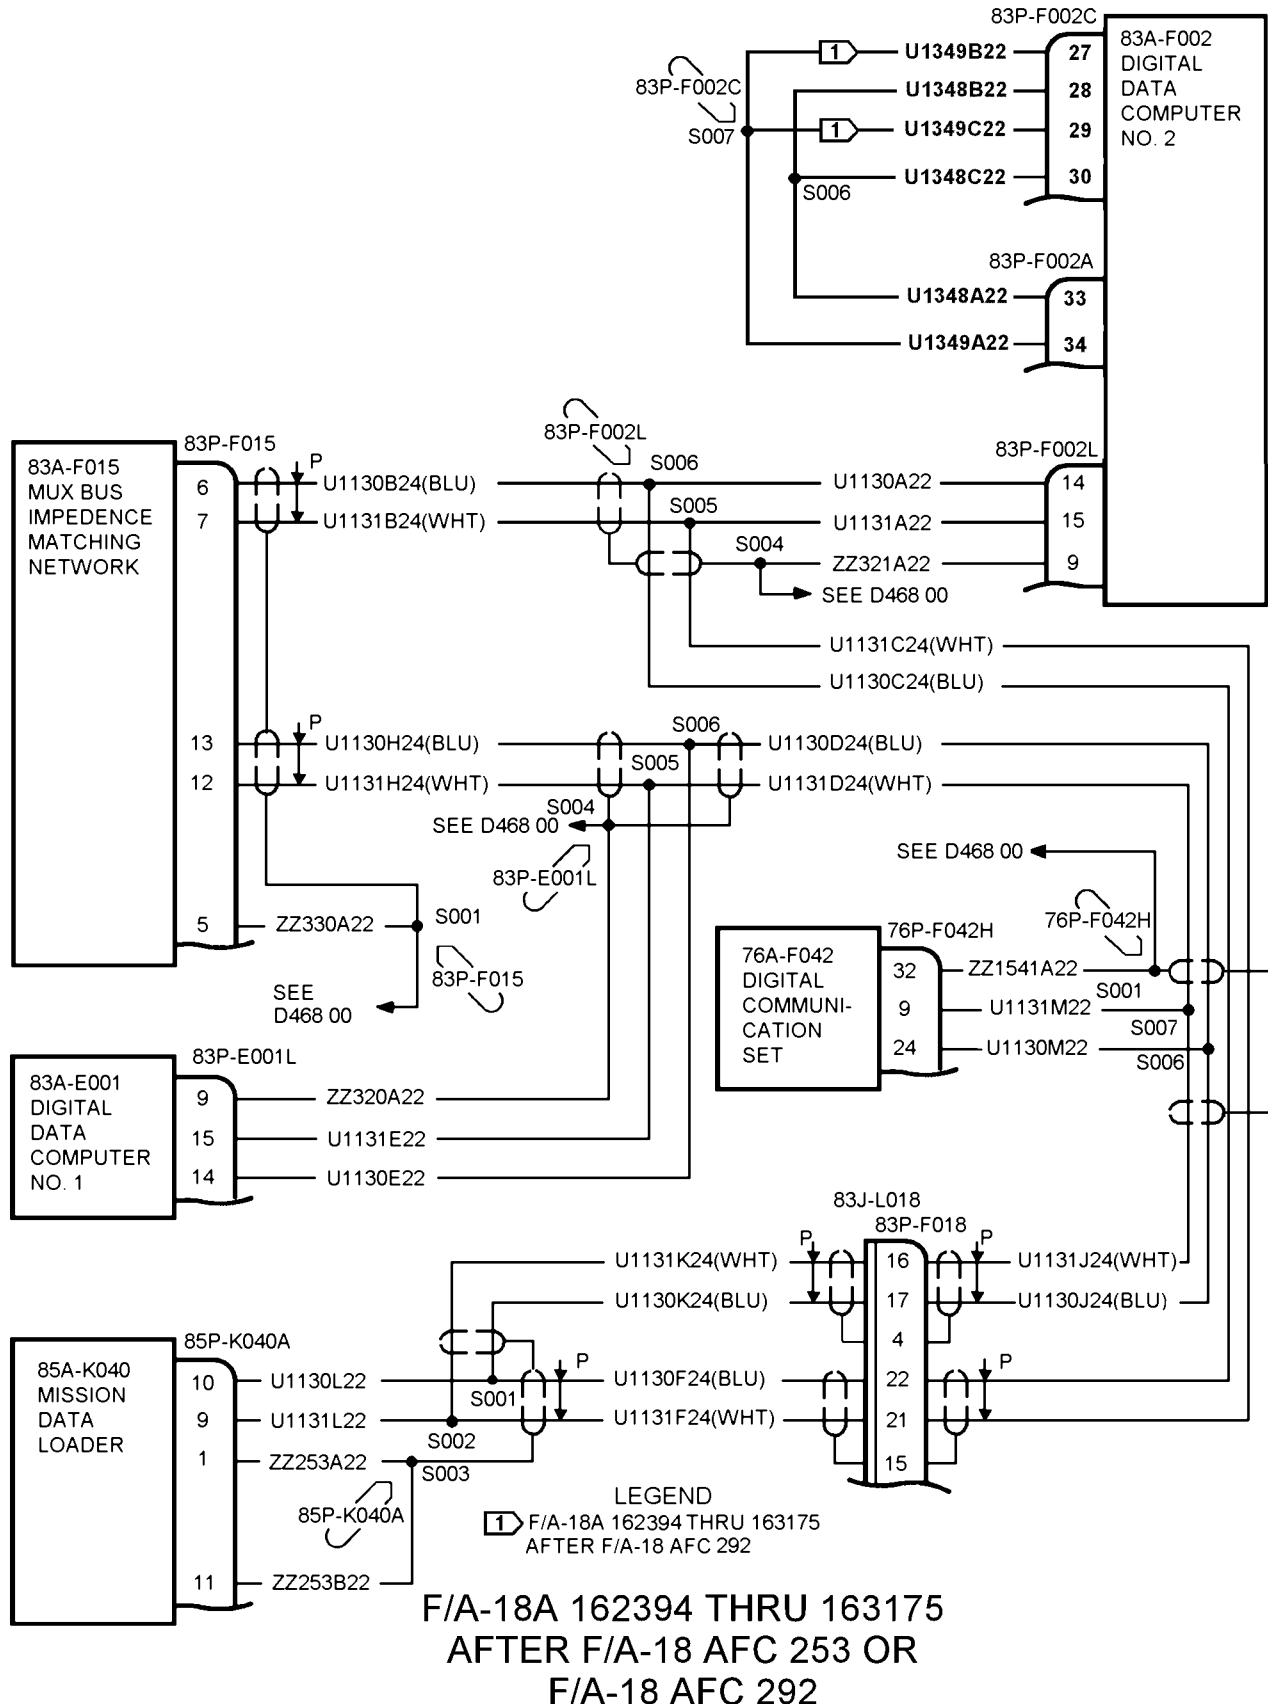 83P-F002C
83A-F002
DIGITAL
DATA
COMPUTER
NO. 2
1
U1349B22
27
83P-F002C
U1348B22
28
S007
1
U1349C22
29
U1348C22
30
S006
83P-F002A
U1348A22
33
U1349A22
34
83P-F002L
83P-F015
83P-F002L
83A-F015
MUX BUS
IMPEDENCE
MATCHING
NETWORK
6
P
U1130B24(BLU)
S006
U1130A22
14
7
U1131B24(WHT)
S005
U1131A22
15
S004
ZZ321A22
9
SEE D468 00
U1131C24(WHT)
U1130C24(BLU)
13
P
U1130H24(BLU)
S006
U1130D24(BLU)
12
U1131H24(WHT)
S005
U1131D24(WHT)
S004
SEE D468 00
SEE D468 00
83P-E001L
5
ZZ330A22
S001
83P-F015
SEE
D468 00
76P-F042H
76P-F042H
76A-F042
DIGITAL
COMMUNI-
CATION
SET
32
ZZ1541A22
S001
9
U1131M22
S007
24
U1130M22
S006
83P-E001L
83A-E001
DIGITAL
DATA
COMPUTER
NO. 1
9
ZZ320A22
15
U1131E22
14
U1130E22
83J-L018
83P-F018
U1131K24(WHT)
P
16
P
U1131J24(WHT)
U1130K24(BLU)
17
U1130J24(BLU)
4
85P-K040A
85A-K040
MISSION
DATA
LOADER
10
U1130L22
S001
P
U1130F24(BLU)
22
P
9
U1131L22
S002
U1131F24(WHT)
21
1
ZZ253A22
S003
15
85P-K040A
11
ZZ253B22
LEGEND
1
F/A-18A 162394 THRU 163175
AFTER F/A-18 AFC 292
F/A-18A 162394 THRU 163175
AFTER F/A-18 AFC 253 OR
F/A-18 AFC 292